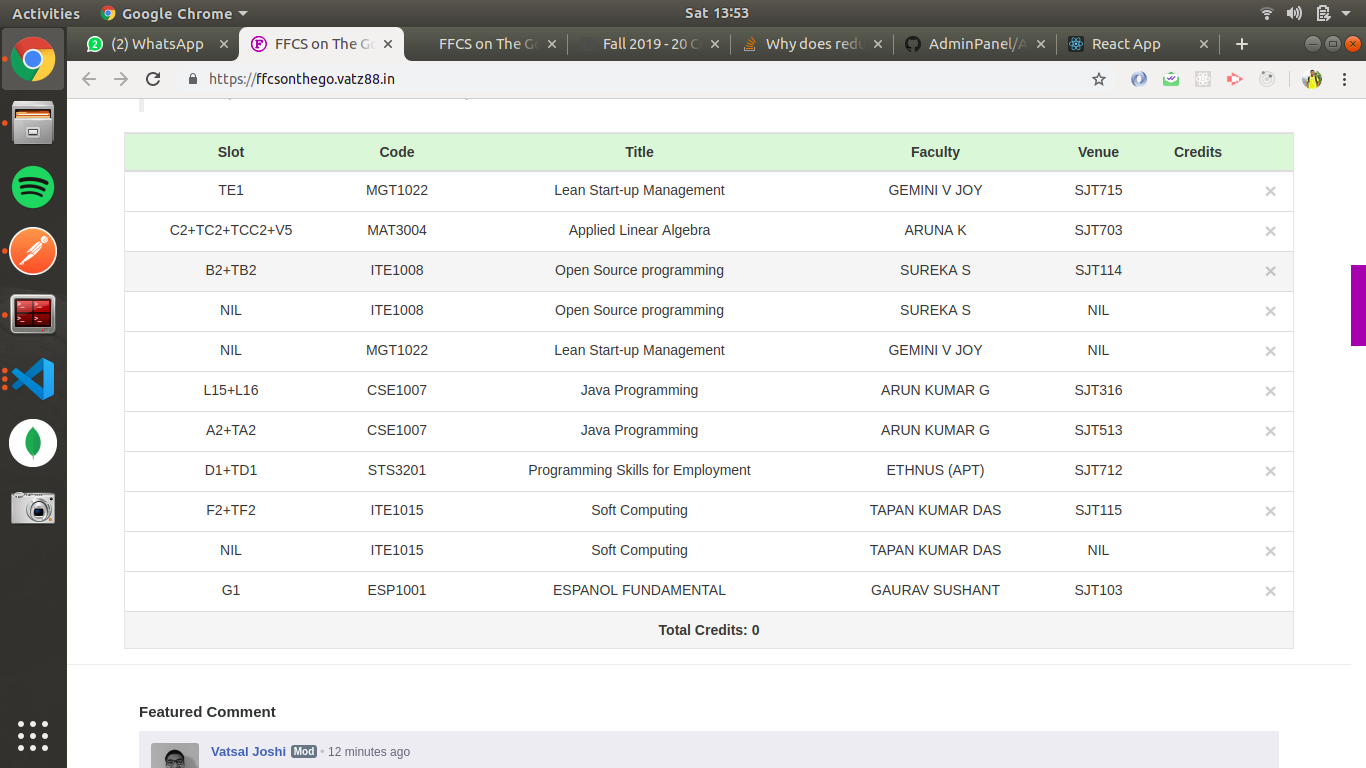 Activities Google Chrome Sat 13:53
(2) WhatsApp FFCS on The Go FFCS on The Go Fall 2019 - 20 C Why does redu AdminPanel/A React App
https://ffcsonthego.vatz88.in
Slot Code Title Faculty Venue Credits
TE1 MGT1022 Lean Start-up Management GEMINI V JOY SJT715
C2+TC2+TCC2+V5 MAT3004 Applied Linear Algebra ARUNA K SJT703
B2+TB2 ITE1008 Open Source programming SUREKA S SJT114
NIL ITE1008 Open Source programming SUREKA S NIL
NIL MGT1022 Lean Start-up Management GEMINI V JOY NIL
L15+L16 CSE1007 Java Programming ARUN KUMAR G SJT316
A2+TA2 CSE1007 Java Programming ARUN KUMAR G SJT513
D1+TD1 STS3201 Programming Skills for Employment ETHNUS (APT) SJT712
F2+TF2 ITE1015 Soft Computing TAPAN KUMAR DAS SJT115
NIL ITE1015 Soft Computing TAPAN KUMAR DAS NIL
G1 ESP1001 ESPANOL FUNDAMENTAL GAURAV SUSHANT SJT103
Total Credits: 0
Featured Comment
Vatsal Joshi Mod • 12 minutes ago